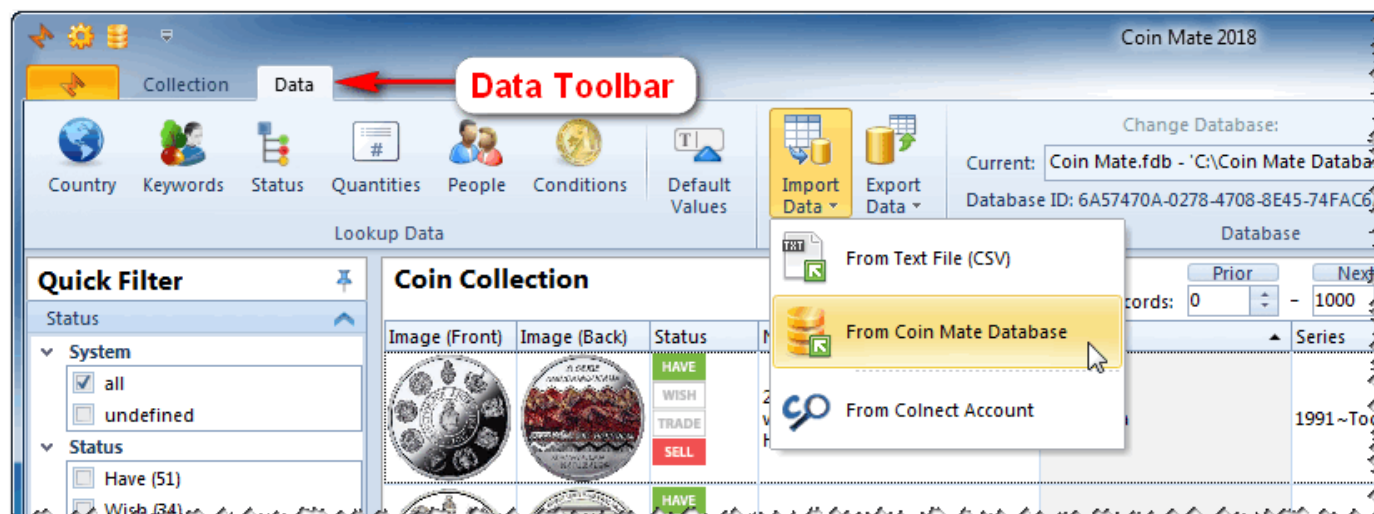 Coin Mate 2018
Collection Data
Data Toolbar
Country Keywords Status Quantities People Conditions Default Values
Import Data Export Data
Lookup Data
Change Database:
Current: Coin Mate.fdb - 'C:\Coin Mate Databa
Database ID: 6A57470A-0278-4708-8E45-74FAC6
Database
TXT
From Text File (CSV)
From Coin Mate Database
From Colnect Account
Quick Filter
Status
System
all
undefined
Status
Have (51)
Wish (34)
Coin Collection
Prior Next
cords: 0 - 1000
Image (Front) Image (Back) Status Series
HAVE
WISH
TRADE
SELL
1991~Too
HAVE